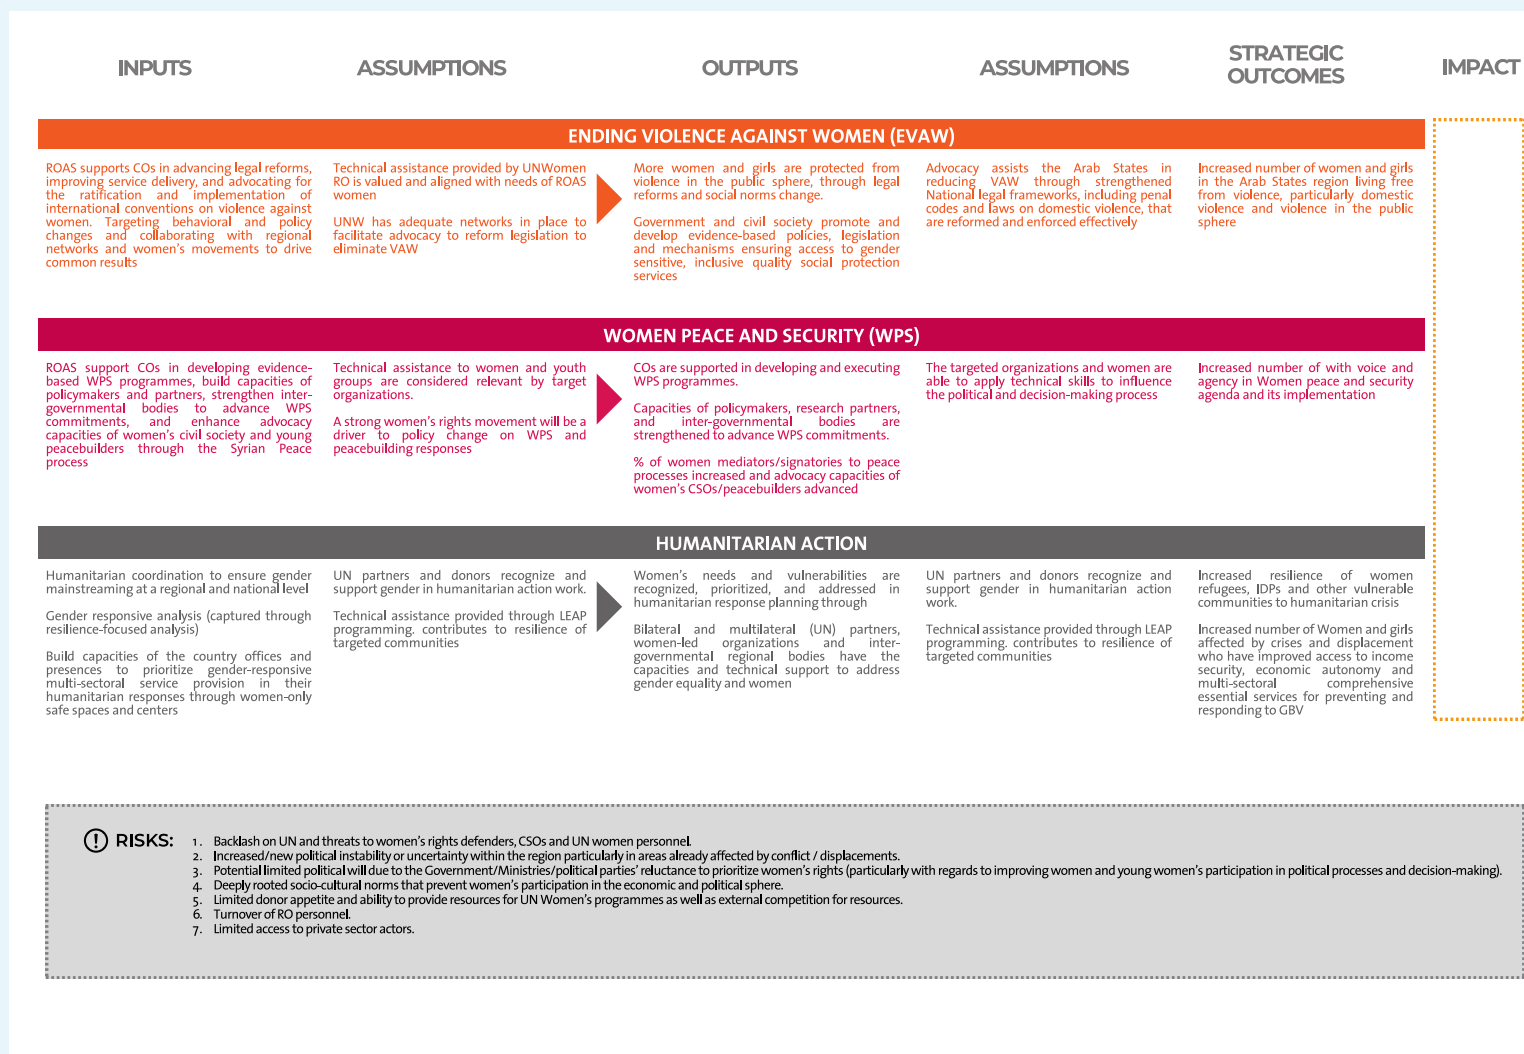 INPUTS
ASSUMPTIONS
OUTPUTS
ASSUMPTIONS
STRATEGIC
OUTCOMES
IMPACT
ENDING VIOLENCE AGAINST WOMEN (EVAW)
ROAS supports COs in advancing legal reforms,
improving service delivery, and advocating for
the ratification and implementation of
international conventions on violence against
women. Targeting behavioral and policy
changes and collaborating with regional
networks and women's movements to drive
common results
Technical assistance provided by UNWomen
RO is valued and aligned with needs of ROAS
women
UNW has adequate networks in place to
facilitate advocacy to reform legislation to
eliminate VAW
More women and girls are protected from
violence in the public sphere, through legal
reforms and social norms change.
Government and civil society promote and
develop evidence-based policies, legislation
and mechanisms ensuring access to gender
sensitive, inclusive quality social protection
services
Advocacy assists the Arab States in
reducing VAW through strengthened
National legal frameworks, including penal
codes and laws on domestic violence, that
are reformed and enforced effectively
Increased number of women and girls
in the Arab States region living free
from violence, particularly domestic
violence and violence in the public
sphere
WOMEN PEACE AND SECURITY (WPS)
ROAS support COs in developing evidence-
based WPS programmes, build capacities of
policymakers and partners, strengthen inter-
governmental bodies to advance WPS
commitments, and enhance advocacy
capacities of women's civil society and young
peacebuilders through the Syrian Peace
process
Technical assistance to women and youth
groups are considered relevant by target
organizations.
A strong women's rights movement will be a
driver to policy change on WPS and
peacebuilding responses
COs are supported in developing and executing
WPS programmes.
Capacities of policymakers, research partners,
and inter-governmental bodies are
strengthened to advance WPS commitments.
% of women mediators/signatories to peace
processes increased and advocacy capacities of
women's CSOs/peacebuilders advanced
The targeted organizations and women are
able to apply technical skills to influence
the political and decision-making process
Increased number of with voice and
agency in Women peace and security
agenda and its implementation
HUMANITARIAN ACTION
Humanitarian coordination to ensure gender
mainstreaming at a regional and national level
Gender responsive analysis (captured through
resilience-focused analysis)
Build capacities of the country offices and
presences to prioritize gender-responsive
multi-sectoral service provision in their
humanitarian responses through women-only
safe spaces and centers
UN partners and donors recognize and
support gender in humanitarian action work.
Technical assistance provided through LEAP
programming. contributes to resilience of
targeted communities
Women's needs and vulnerabilities are
recognized, prioritized, and addressed in
humanitarian response planning through
Bilateral and multilateral (UN) partners,
women-led organizations and inter-
governmental regional bodies have the
capacities and technical support to address
gender equality and women
UN partners and donors recognize and
support gender in humanitarian action
work.
Technical assistance provided through LEAP
programming. contributes to resilience of
targeted communities
Increased resilience of women
refugees, IDPs and other vulnerable
communities to humanitarian crisis
Increased number of Women and girls
affected by crises and displacement
who have improved access to income
security, economic autonomy and
multi-sectoral comprehensive
essential services for preventing and
responding to GBV
RISKS:
1. Backlash on UN and threats to women's rights defenders, CSOs and UN women personnel.
2. Increased/new political instability or uncertainty within the region particularly in areas already affected by conflict / displacements.
3. Potential limited political will due to the Government/Ministries/political parties' reluctance to prioritize women's rights (particularly with regards to improving women and young women's participation in political processes and decision-making).
4. Deeply rooted socio-cultural norms that prevent women's participation in the economic and political sphere.
5. Limited donor appetite and ability to provide resources for UN Women's programmes as well as external competition for resources.
6. Turnover of RO personnel.
7. Limited access to private sector actors.